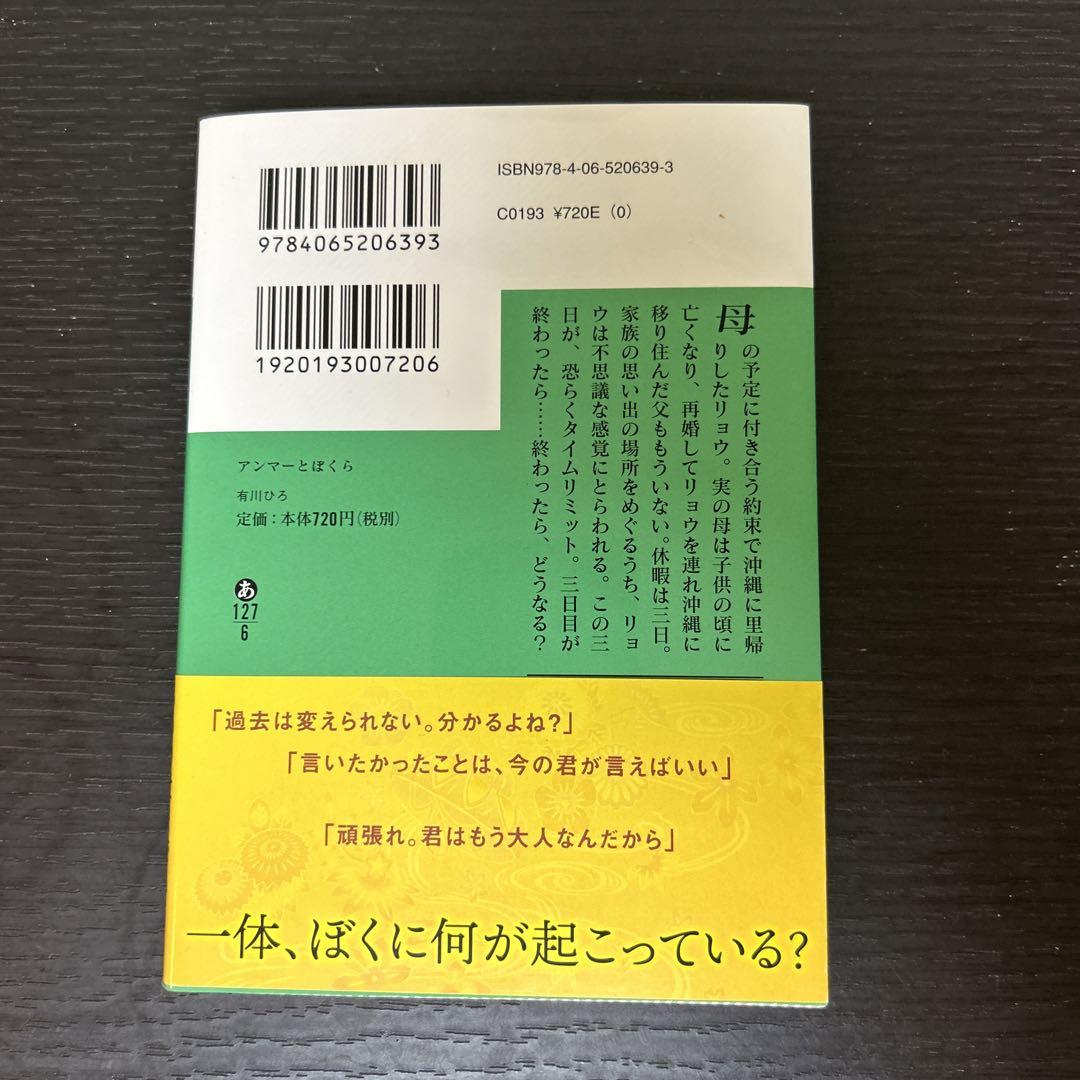 9784065206393
ISBN978-4-06-520639-3
C0193 ¥720E (0)
1920193007206
母の予定に付き合う約束で沖縄に里帰
りしたリョウ。実の母は子供の頃に
亡くなり、再婚してリョウを連れ沖縄に
移り住んだ父ももういない。休暇は三日。
家族の思い出の場所をめぐるうち、リョ
ウは不思議な感覚にとらわれる。この三
日が、恐らくタイムリミット。三日目が
終わったら……終わったら、どうなる?
アンマーとぼくら
有川ひろ
定価:本体720円(税別)
あ
127
6
「過去は変えられない。分かるよね?」
「言いたかったことは、今の君が言えばいい」
「頑張れ。君はもう大人なんだから」
一体、ぼくに何が起こっている?